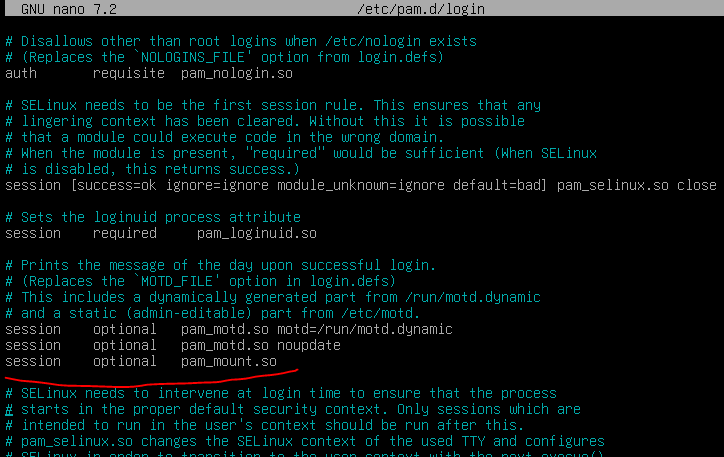 GNU nano 7.2 /etc/pam.d/login
# Disallows other than root logins when /etc/nologin exists
# (Replaces the `NOLOGINS_FILE' option from login.defs)
auth requisite pam_nologin.so
# SELinux needs to be the first session rule. This ensures that any
# lingering context has been cleared. Without this it is possible
# that a module could execute code in the wrong domain.
# When the module is present, "required" would be sufficient (When SELinux
# is disabled, this returns success.)
session [success=ok ignore=ignore module_unknown=ignore default=bad] pam_selinux.so close
# Sets the loginuid process attribute
session required pam_loginuid.so
# Prints the message of the day upon successful login.
# (Replaces the `MOTD_FILE' option in login.defs)
# This includes a dynamically generated part from /run/motd.dynamic
# and a static (admin-editable) part from /etc/motd.
session optional pam_motd.so motd=/run/motd.dynamic
session optional pam_motd.so noupdate
session optional pam_mount.so
# SELinux needs to intervene at login time to ensure that the process
# starts in the proper default security context. Only sessions which are
# intended to run in the user's context should be run after this.
# pam_selinux.so changes the SELinux context of the used TTY and configures
# SELinux in order to transition to the user context with the next execve()